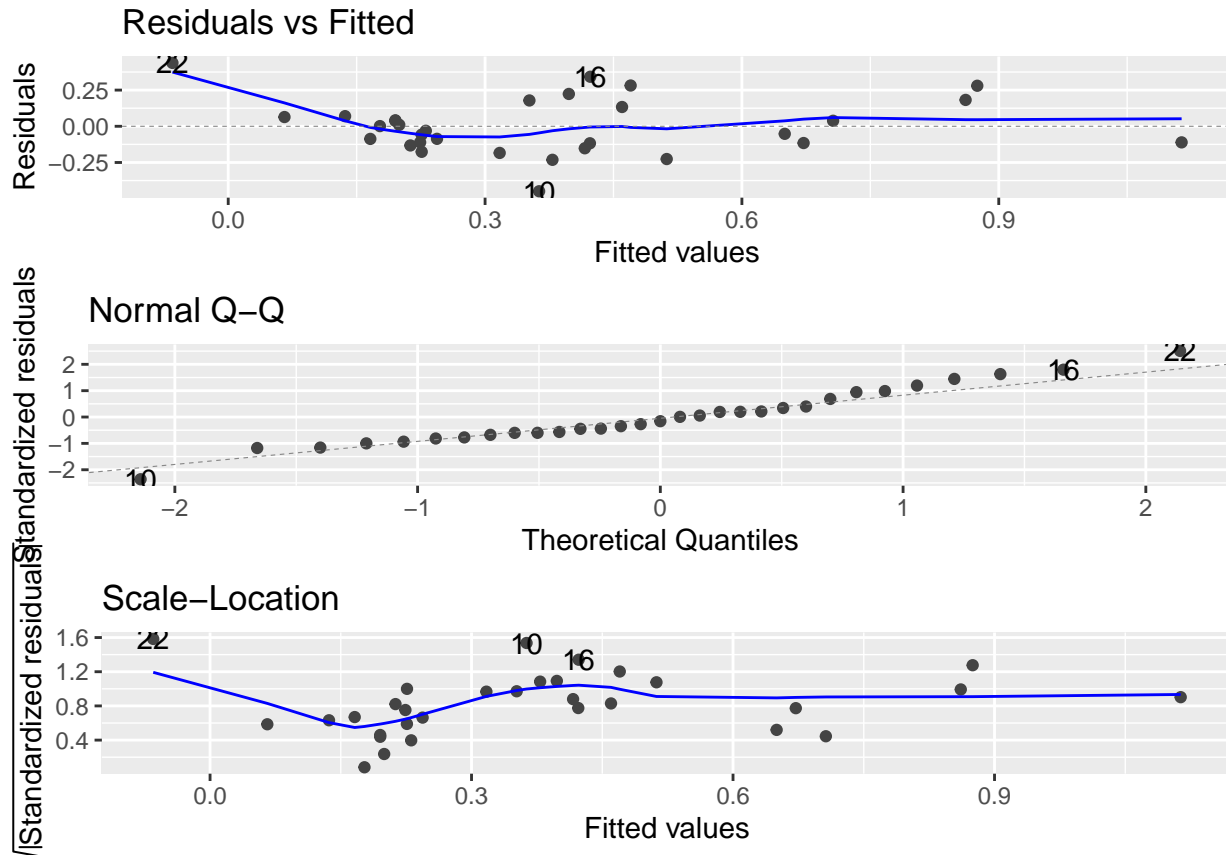 Residuals vs Fitted
Residuals
0.25
0.00
−0.25
22
16
10
0.0 0.3 0.6 0.9
Fitted values
Normal Q−Q
Standardized residuals
2
1
0
−1
−2
22
16
10
−2 −1 0 1 2
Theoretical Quantiles
Scale−Location
√|Standardized residuals|
1.6
1.2
0.8
0.4
22
10
16
0.0 0.3 0.6 0.9
Fitted values